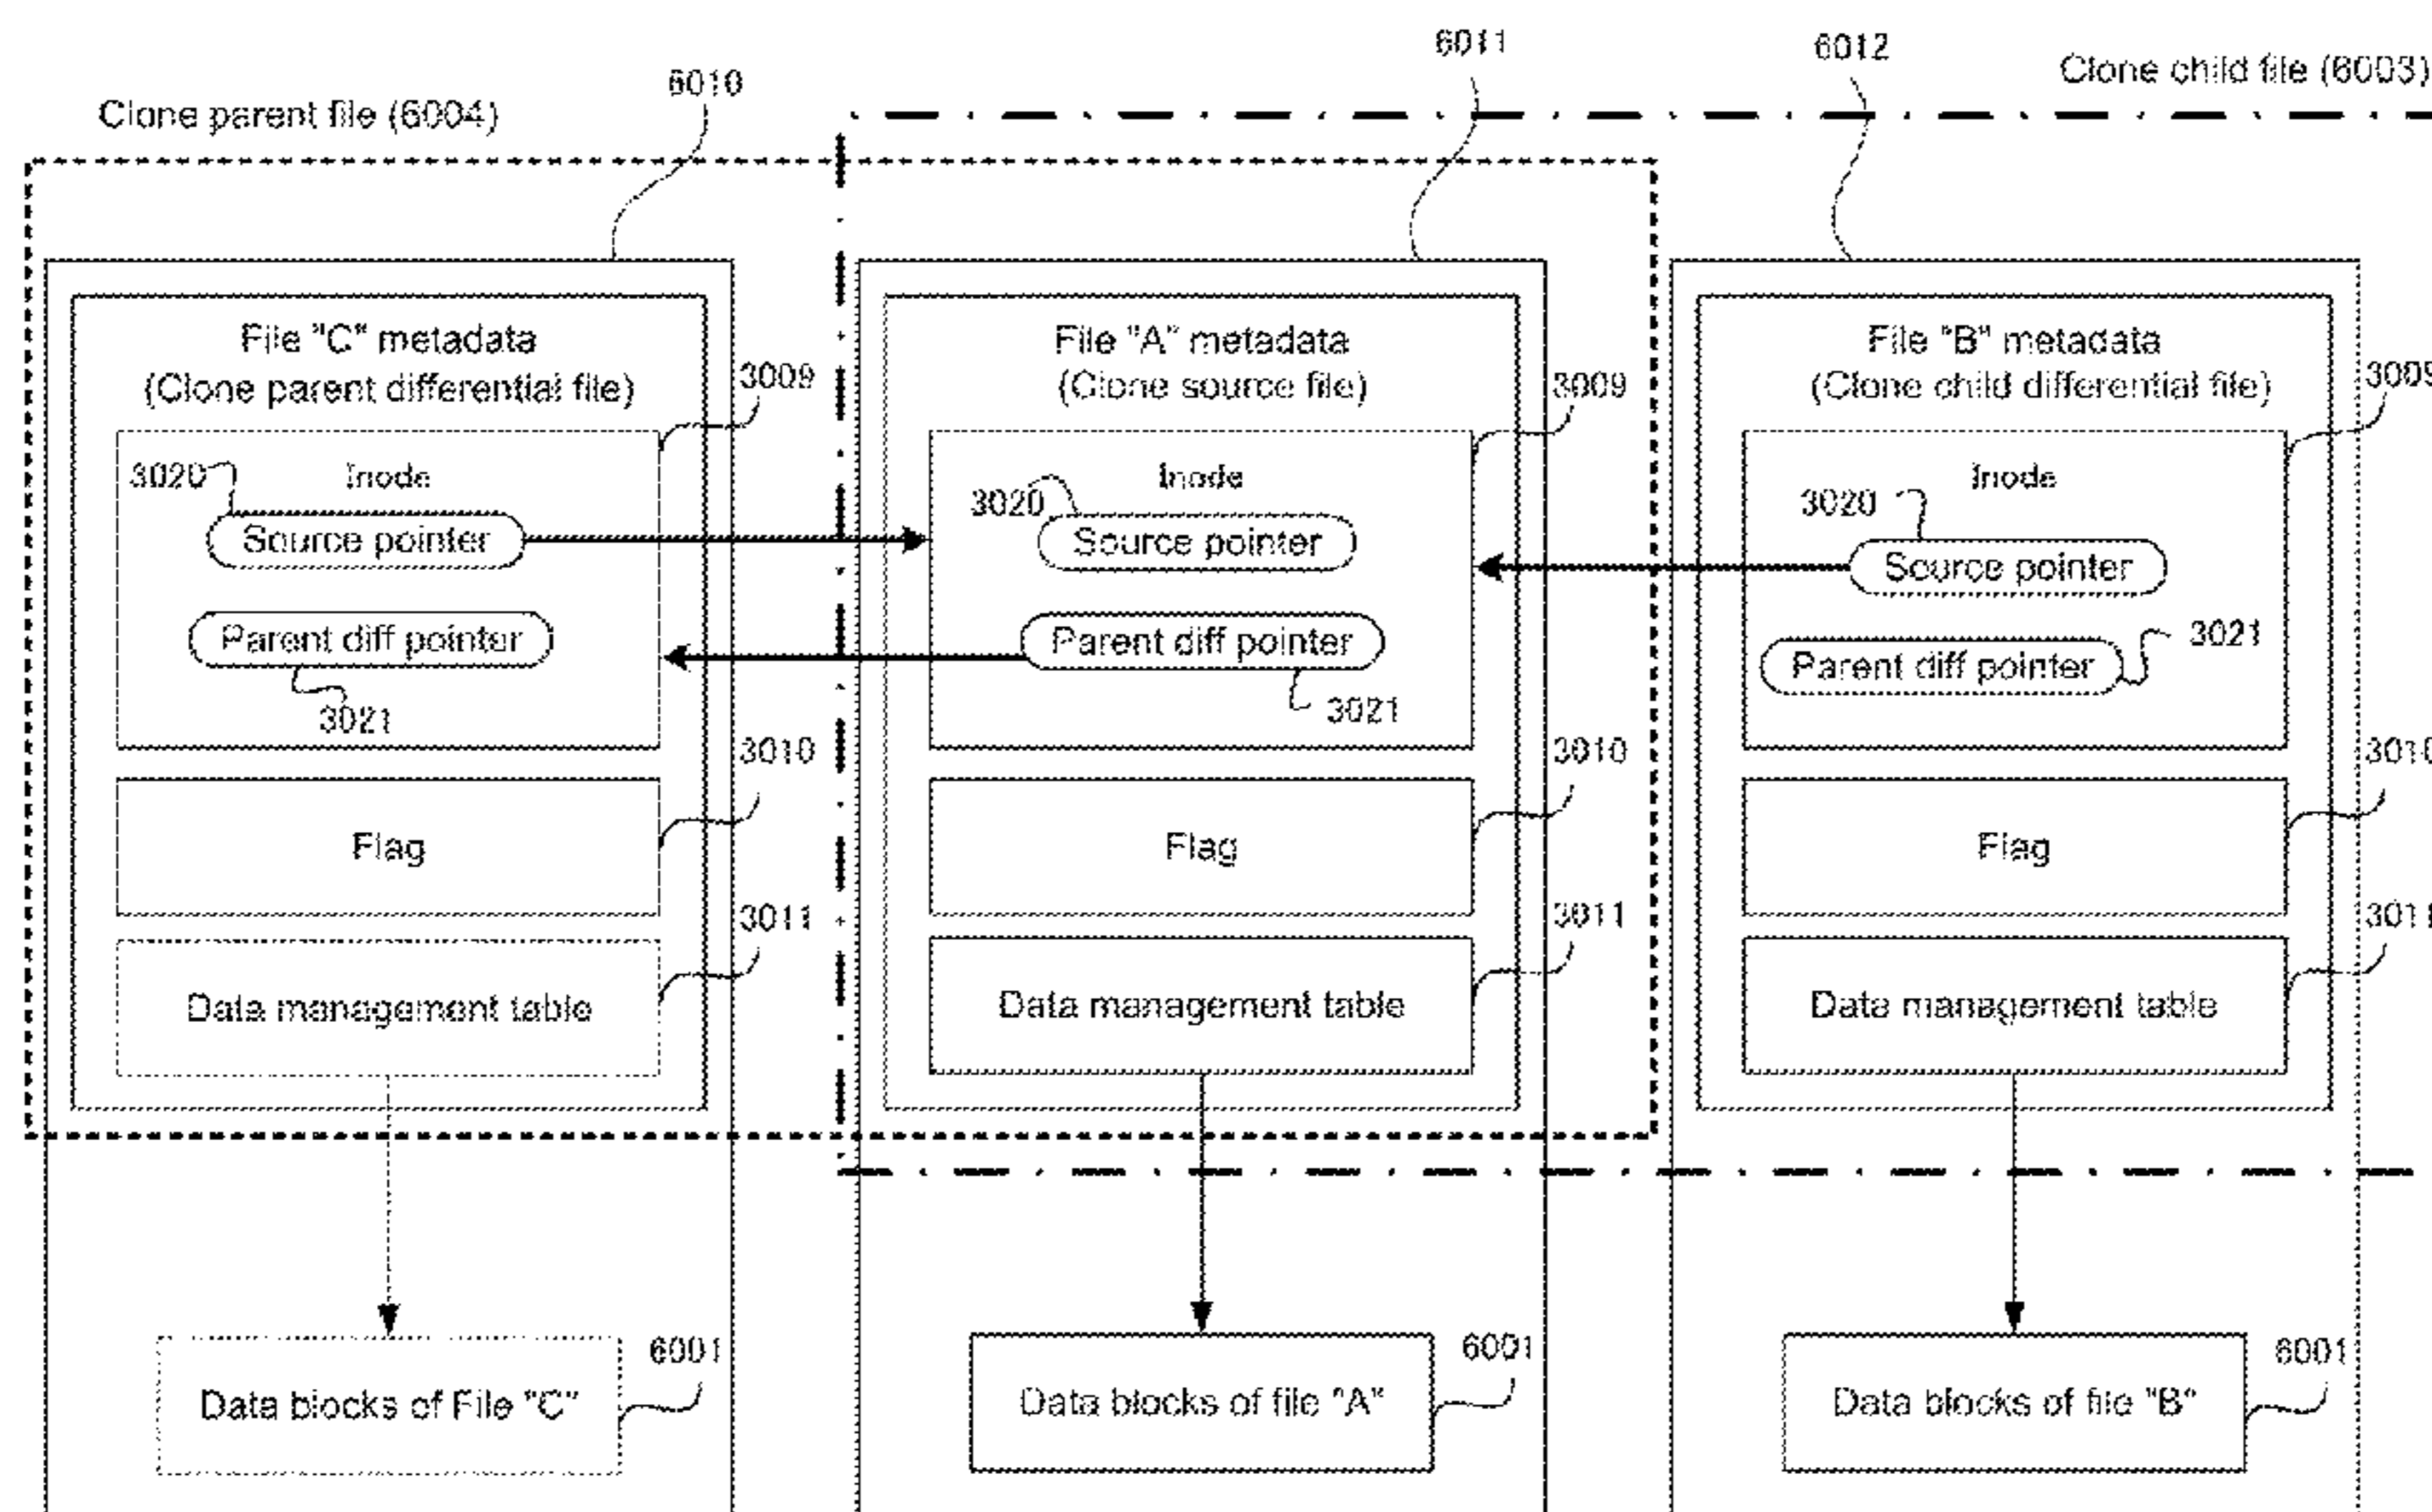 6011
6012
Clone child file (6003)
6010
Clone parent file (6004)
File "C" metadata
(Clone parent differential file)
3009
3020
Inode
Source pointer
Parent diff pointer
3021
3010
Flag
3011
Data management table
6001
Data blocks of File "C"
File "A" metadata
(Clone source file)
3009
Inode
3020
Source pointer
Parent diff pointer
3021
3010
Flag
3011
Data management table
6001
Data blocks of file "A"
File "B" metadata
(Clone child differential file)
3009
Inode
3020
Source pointer
3021
Parent diff pointer
3010
Flag
3011
Data management table
6001
Data blocks of file "B"